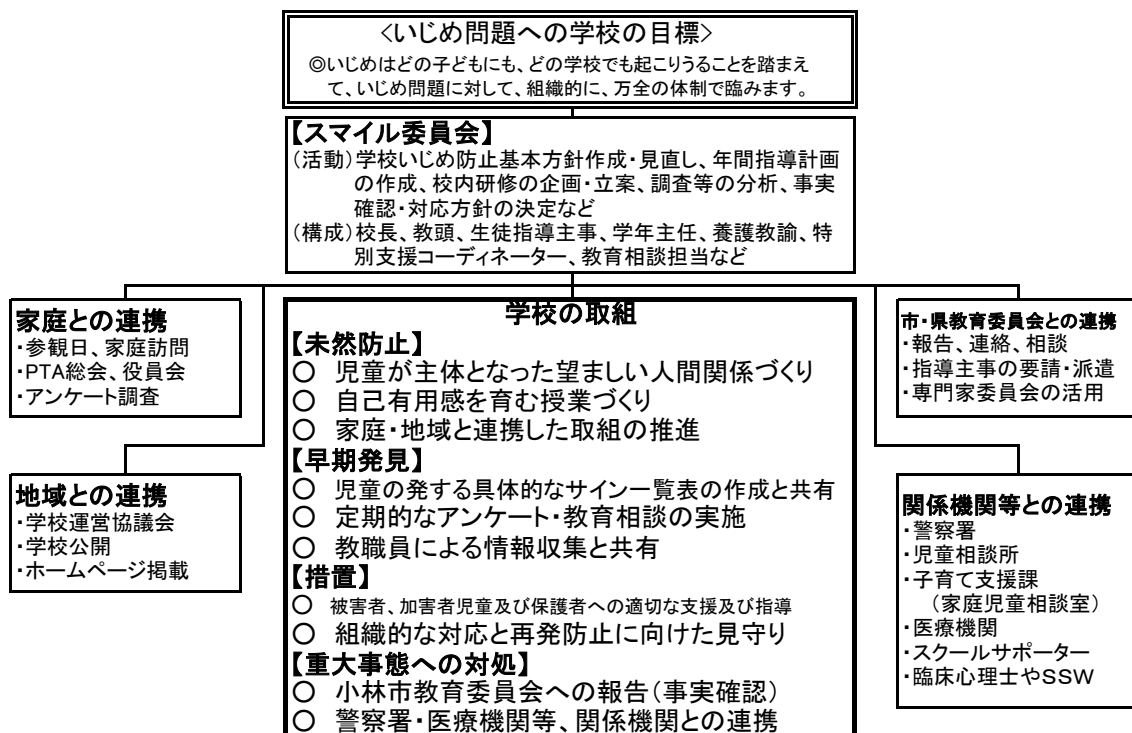 <いじめ問題への学校の目標>
◎いじめはどの子どもにも、どの学校でも起こりうることを踏まえ
て、いじめ問題に対して、組織的に、万全の体制で臨みます。
【スマイル委員会】
(活動)学校いじめ防止基本方針作成・見直し、年間指導計画
の作成、校内研修の企画・立案、調査等の分析、事実
確認・対応方針の決定など
(構成)校長、教頭、生徒指導主事、学年主任、養護教諭、特
別支援コーディネーター、教育相談担当など
家庭との連携
・参観日、家庭訪問
・PTA総会、役員会
・アンケート調査
地域との連携
・学校運営協議会
・学校公開
・ホームページ掲載
学校の取組
【未然防止】
○ 児童が主体となった望ましい人間関係づくり
○ 自己有用感を育む授業づくり
○ 家庭・地域と連携した取組の推進
【早期発見】
○ 児童の発する具体的なサイン一覧表の作成と共有
○ 定期的なアンケート・教育相談の実施
○ 教職員による情報収集と共有
【措置】
○ 被害者、加害者児童及び保護者への適切な支援及び指導
○ 組織的な対応と再発防止に向けた見守り
【重大事態への対処】
○ 小林市教育委員会への報告(事実確認)
○ 警察署・医療機関等、関係機関との連携
市・県教育委員会との連携
・報告、連絡、相談
・指導主事の要請・派遣
・専門家委員会の活用
関係機関等との連携
・警察署
・児童相談所
・子育て支援課
(家庭児童相談室)
・医療機関
・スクールサポーター
・臨床心理士やSSW